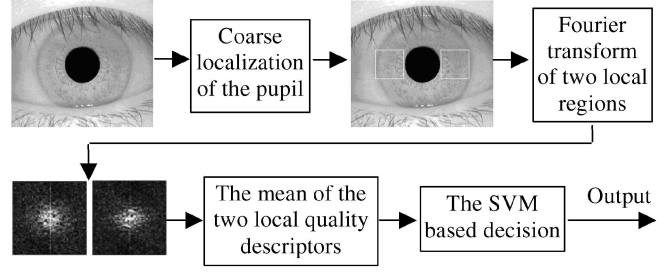 Coarse
localization
of the pupil
Fourier
transform
of two local
regions
The mean of the
two local quality
descriptors
The SVM
based decision
Output